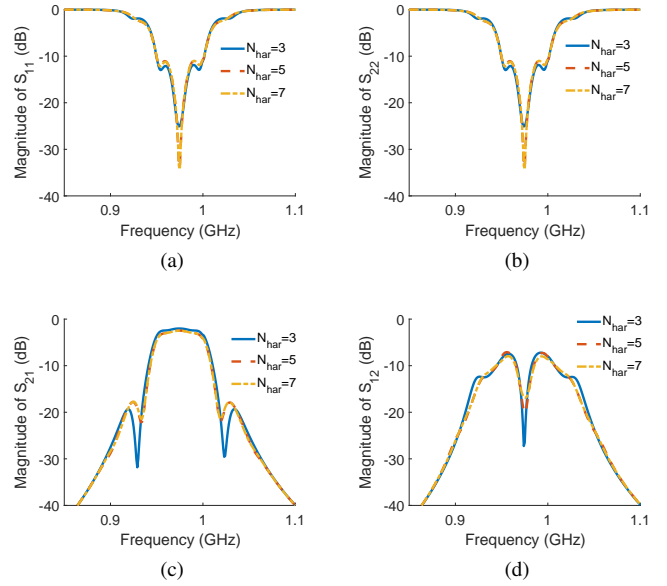 0
-10
-20
-30
-40
Magnitude of S11 (dB)
Nhar=3
Nhar=5
Nhar=7
0.9
1
1.1
Frequency (GHz)
(a)
0
-10
-20
-30
-40
Magnitude of S22 (dB)
Nhar=3
Nhar=5
Nhar=7
0.9
1
1.1
Frequency (GHz)
(b)
0
-10
-20
-30
-40
Magnitude of S21 (dB)
Nhar=3
Nhar=5
Nhar=7
0.9
1
1.1
Frequency (GHz)
(c)
0
-10
-20
-30
-40
Magnitude of S12 (dB)
Nhar=3
Nhar=5
Nhar=7
0.9
1
1.1
Frequency (GHz)
(d)